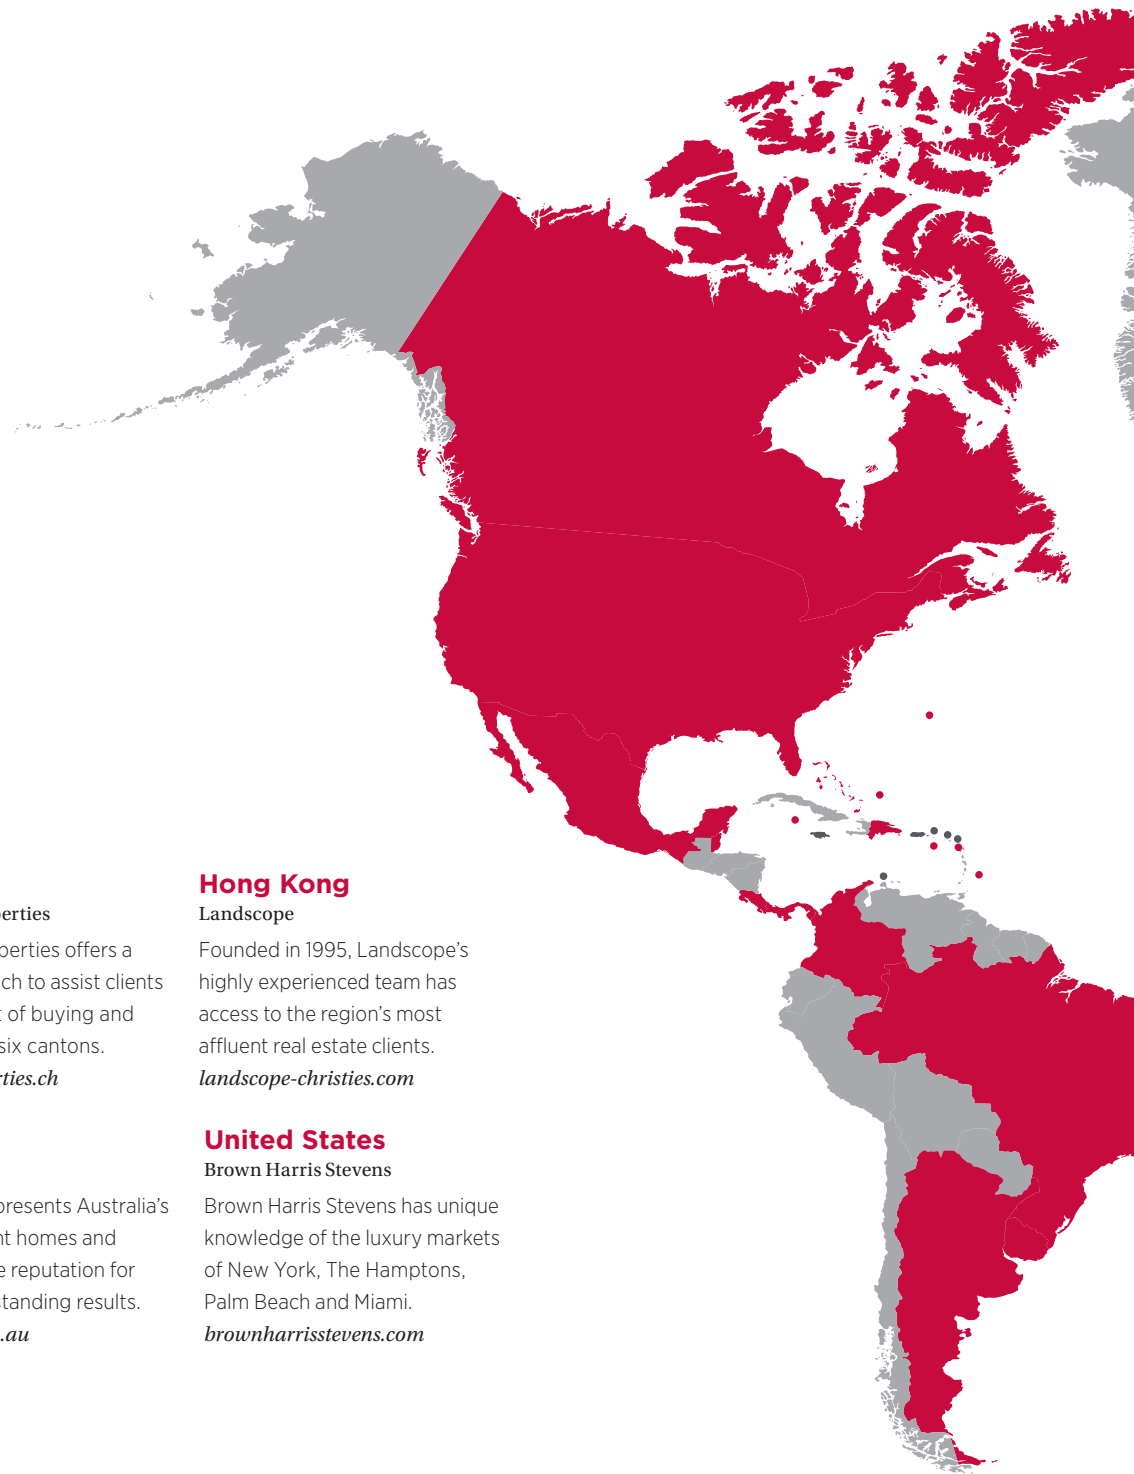 erties
perties offers a
ch to assist clients
t of buying and
six cantons.
rties.ch
presents Australia's
nt homes and
e reputation for
standing results.
.au
Hong Kong
Landscope
Founded in 1995, Landscope's
highly experienced team has
access to the region's most
affluent real estate clients.
landscope-christies.com
United States
Brown Harris Stevens
Brown Harris Stevens has unique
knowledge of the luxury markets
of New York, The Hamptons,
Palm Beach and Miami.
brownharrisstevens.com